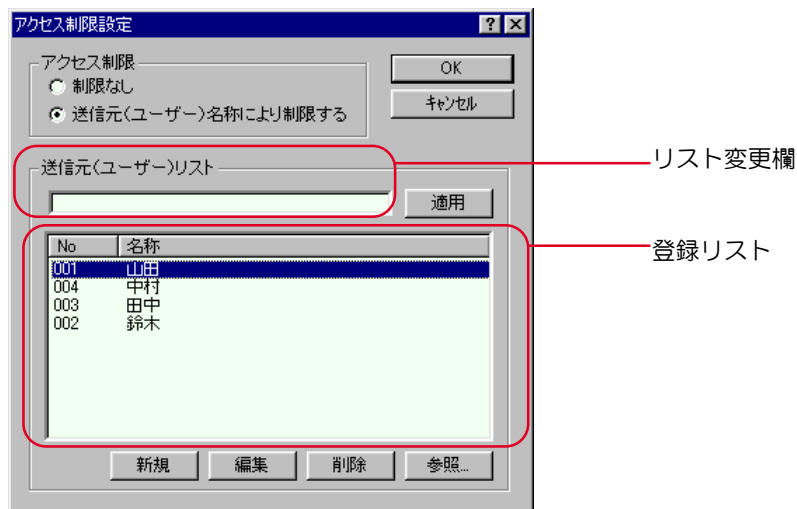 アクセス制限設定
アクセス制限
制限なし
送信元(ユーザー)名称により制限する
OK
キャンセル
送信元(ユーザー)リスト
適用
リスト変更欄
No 名称
001 山田
004 中村
003 田中
002 鈴木
登録リスト
新規 編集 削除 参照...